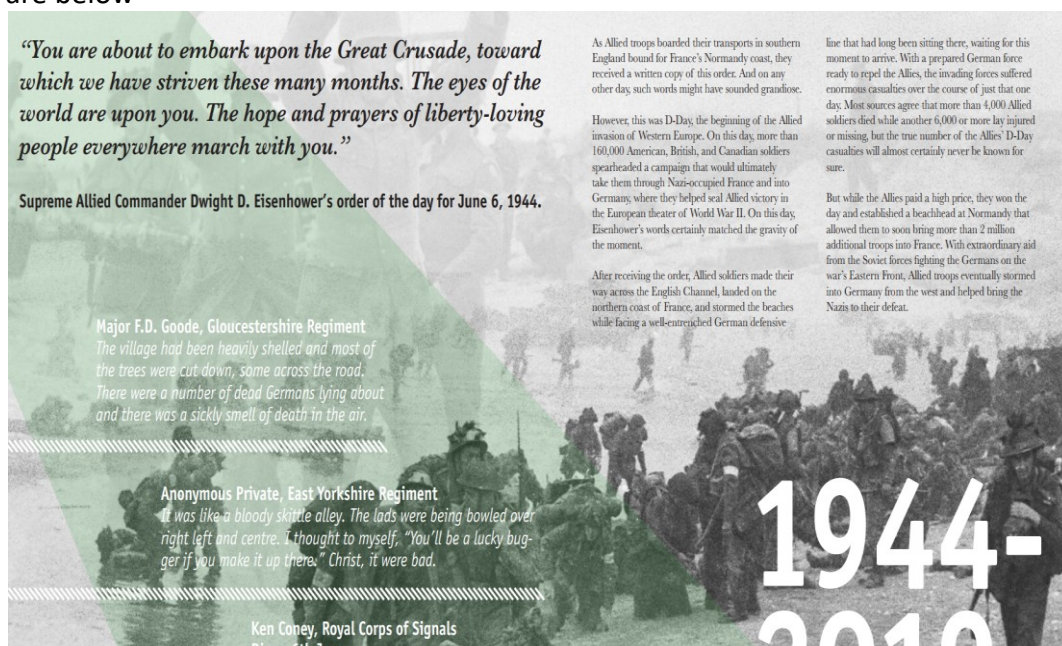 are below
“You are about to embark upon the Great Crusade, toward
which we have striven these many months. The eyes of the
world are upon you. The hope and prayers of liberty-loving
people everywhere march with you.”
Supreme Allied Commander Dwight D. Eisenhower’s order of the day for June 6, 1944.
As Allied troops boarded their transports in southern
England bound for France’s Normandy coast, they
received a written copy of this order. And on any
other day, such words might have sounded grandiose.
However, this was D-Day, the beginning of the Allied
invasion of Western Europe. On this day, more than
160,000 American, British, and Canadian soldiers
spearheaded a campaign that would ultimately
take them through Nazi-occupied France and into
Germany, where they helped seal Allied victory in
the European theater of World War II. On this day,
Eisenhower’s words certainly matched the gravity of
the moment.
After receiving the order, Allied soldiers made their
way across the English Channel, landed on the
northern coast of France, and stormed the beaches
while facing a well-entrenched German defensive
line that had long been sitting there, waiting for this
moment to arrive. With a prepared German force
ready to repel the Allies, the invading forces suffered
enormous casualties over the course of just that one
day. Most sources agree that more than 4,000 Allied
soldiers died while another 6,000 or more lay injured
or missing, but the true number of the Allies’ D-Day
casualties will almost certainly never be known for
sure.
But while the Allies paid a high price, they won the
day and established a beachhead at Normandy that
allowed them to soon bring more than 2 million
additional troops into France. With extraordinary aid
from the Soviet forces fighting the Germans on the
war’s Eastern Front, Allied troops eventually stormed
into Germany from the west and helped bring the
Nazis to their defeat.
Major F.D. Goode, Gloucestershire Regiment
The village had been heavily shelled and most of
the trees were cut down, some across the road.
There were a number of dead Germans lying about
and there was a sickly smell of death in the air.
Anonymous Private, East Yorkshire Regiment
It was like a bloody skittle alley. The lads were being bowled over
right left and centre. I thought to myself, “You’ll be a lucky bug-
ger if you make it up there.” Christ, it were bad.
Ken Coney, Royal Corps of Signals
1944-
2019